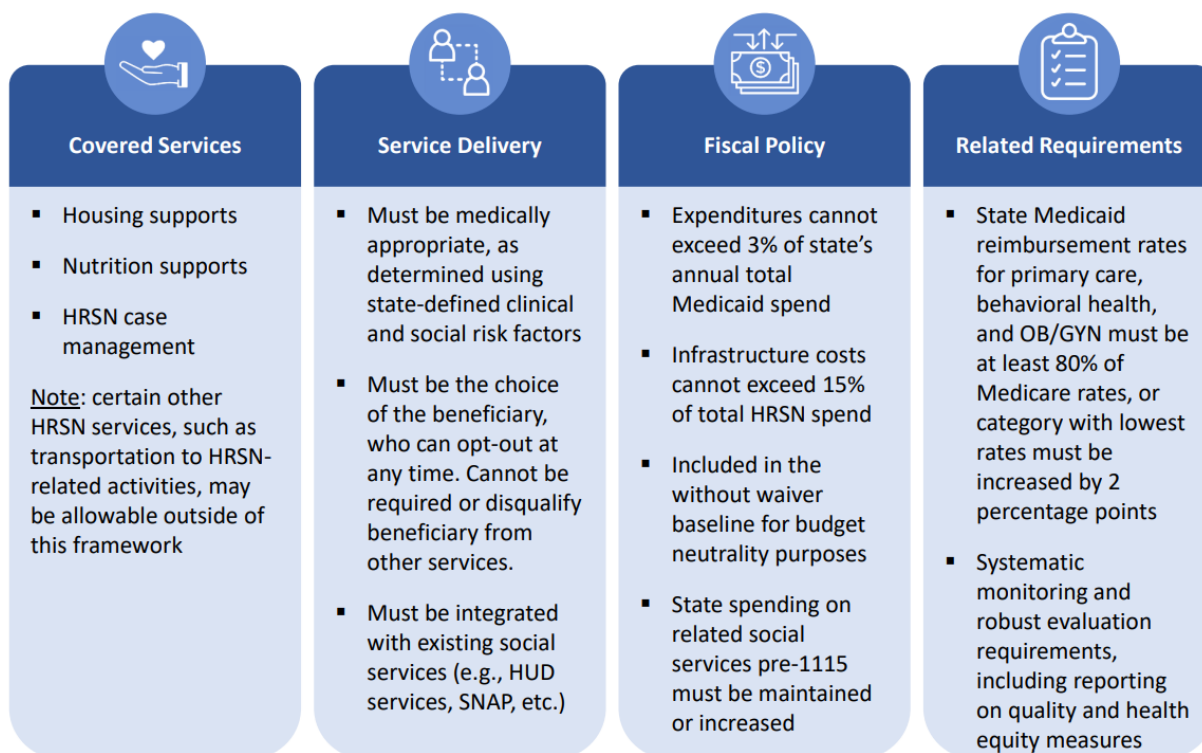 Covered Services
▪ Housing supports
▪ Nutrition supports
▪ HRSN case
management
Note: certain other
HRSN services, such as
transportation to HRSN-
related activities, may
be allowable outside of
this framework
Service Delivery
▪ Must be medically
appropriate, as
determined using
state-defined clinical
and social risk factors
▪ Must be the choice
of the beneficiary,
who can opt-out at
any time. Cannot be
required or disqualify
beneficiary from
other services.
▪ Must be integrated
with existing social
services (e.g., HUD
services, SNAP, etc.)
Fiscal Policy
▪ Expenditures cannot
exceed 3% of state’s
annual total
Medicaid spend
▪ Infrastructure costs
cannot exceed 15%
of total HRSN spend
▪ Included in the
without waiver
baseline for budget
neutrality purposes
▪ State spending on
related social
services pre-1115
must be maintained
or increased
Related Requirements
▪ State Medicaid
reimbursement rates
for primary care,
behavioral health,
and OB/GYN must be
at least 80% of
Medicare rates, or
category with lowest
rates must be
increased by 2
percentage points
▪ Systematic
monitoring and
robust evaluation
requirements,
including reporting
on quality and health
equity measures